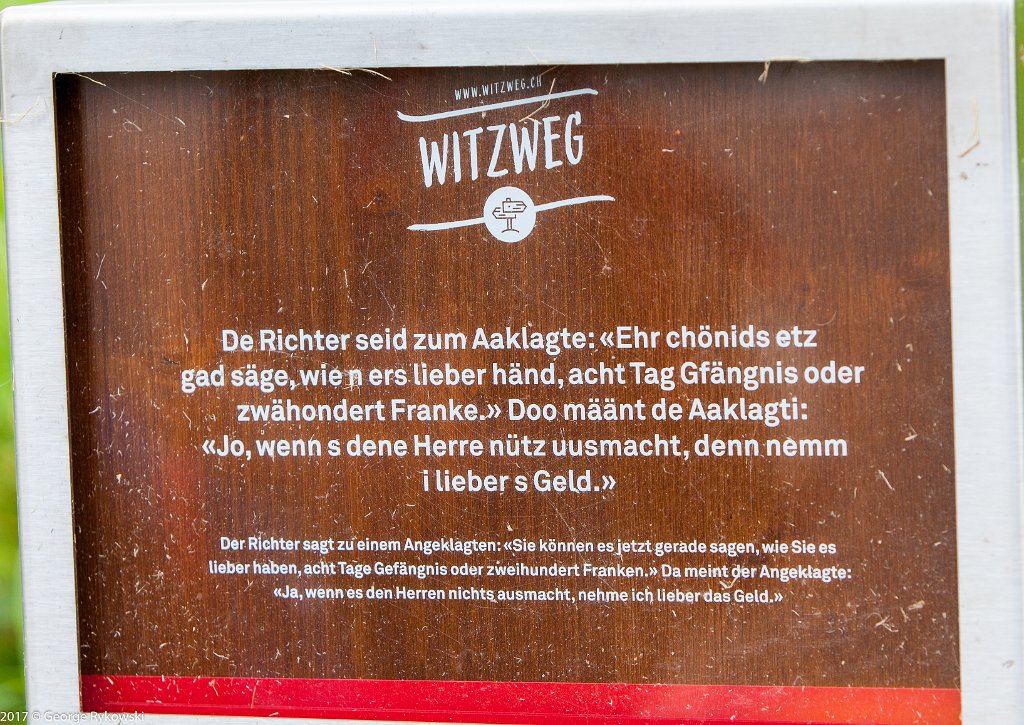 WWW.WITZWEG.CH
WITZWEG
De Richter seid zum Aaklagte: «Ehr chönids etz
gad säge, wie n ers lieber händ, acht Tag Gfängnis oder
zwähondert Franke.» Doo määnt de Aaklagti:
«Jo, wenn s dene Herre nütz uusmacht, denn nemm
i lieber s Geld.»
Der Richter sagt zu einem Angeklagten: «Sie können es jetzt gerade sagen, wie Sie es
lieber haben, acht Tage Gefängnis oder zweihundert Franken.» Da meint der Angeklagte:
«Ja, wenn es den Herren nichts ausmacht, nehme ich lieber das Geld.»
2017 © George Rykowski